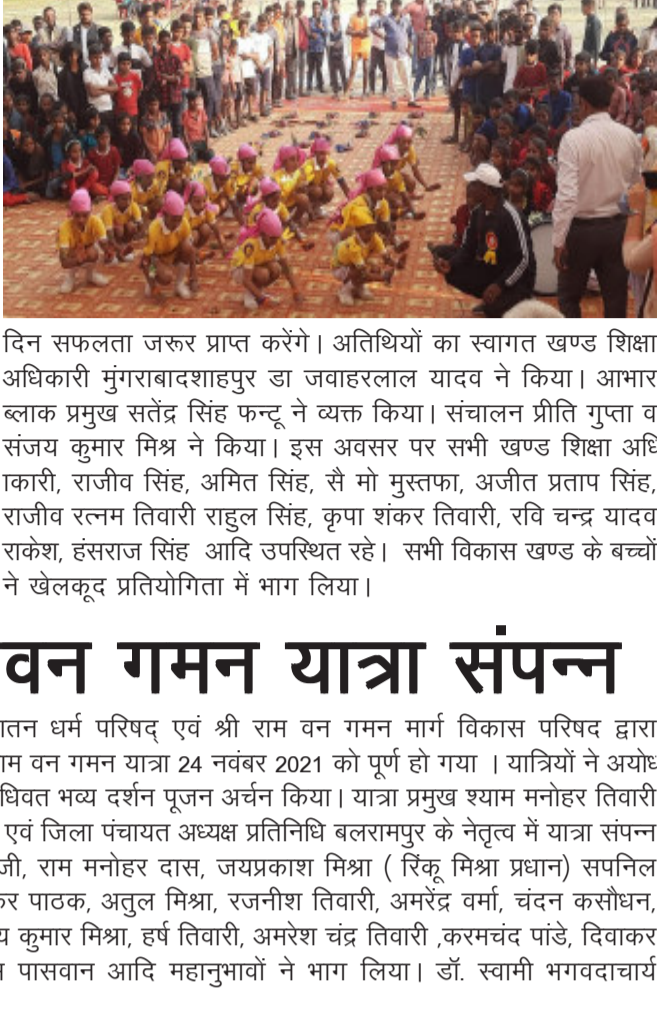 दिन सफलता जरूर प्राप्त करेंगे। अतिथियों का स्वागत खण्ड शिक्षा
अधिकारी मुंगराबादशाहपुर डा जवाहरलाल यादव ने किया। आभार
ब्लाक प्रमुख सतेंद्र सिंह फन्टू ने व्यक्त किया। संचालन प्रीति गुप्ता व
संजय कुमार मिश्र ने किया। इस अवसर पर सभी खण्ड शिक्षा अधि
ाकारी, राजीव सिंह, अमित सिंह, सै मो मुस्तफा, अजीत प्रताप सिंह,
राजीव रत्नम तिवारी राहुल सिंह, कृपा शंकर तिवारी, रवि चन्द्र यादव
राकेश, हंसराज सिंह आदि उपस्थित रहे। सभी विकास खण्ड के बच्चों
ने खेलकूद प्रतियोगिता में भाग लिया।
वन गमन यात्रा संपन्न
ातन धर्म परिषद् एवं श्री राम वन गमन मार्ग विकास परिषद द्वारा
ाम वन गमन यात्रा 24 नवंबर 2021 को पूर्ण हो गया । यात्रियों ने अयोध
धिवत भव्य दर्शन पूजन अर्चन किया। यात्रा प्रमुख श्याम मनोहर तिवारी
एवं जिला पंचायत अध्यक्ष प्रतिनिधि बलरामपुर के नेतृत्व में यात्रा संपन्न
जी, राम मनोहर दास, जयप्रकाश मिश्रा ( रिंकू मिश्रा प्रधान) सपनिल
पाठक, अतुल मिश्रा, रजनीश तिवारी, अमरेंद्र वर्मा, चंदन कसौधन,
कुमार मिश्रा, हर्ष तिवारी, अमरेश चंद्र तिवारी ,करमचंद पांडे, दिवाकर
पासवान आदि महानुभावों ने भाग लिया। डॉ. स्वामी भगवदाचार्य